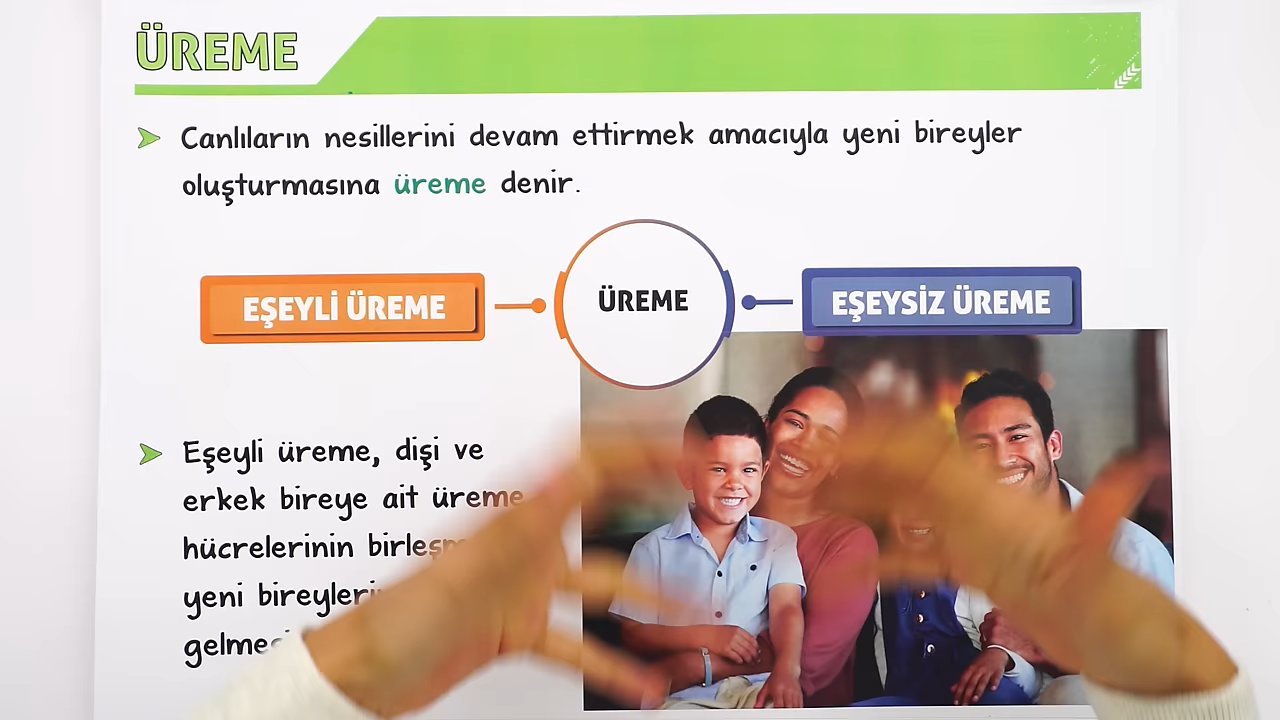 ÜREME
Canlıların nesillerini devam ettirmek amacıyla yeni bireyler
oluşturmasına üreme denir.
EŞEYLİ ÜREME
ÜREME
EŞEYSİZ ÜREME
Eşeyli üreme, dişi ve
erkek bireye ait üreme
hücrelerinin
yeni